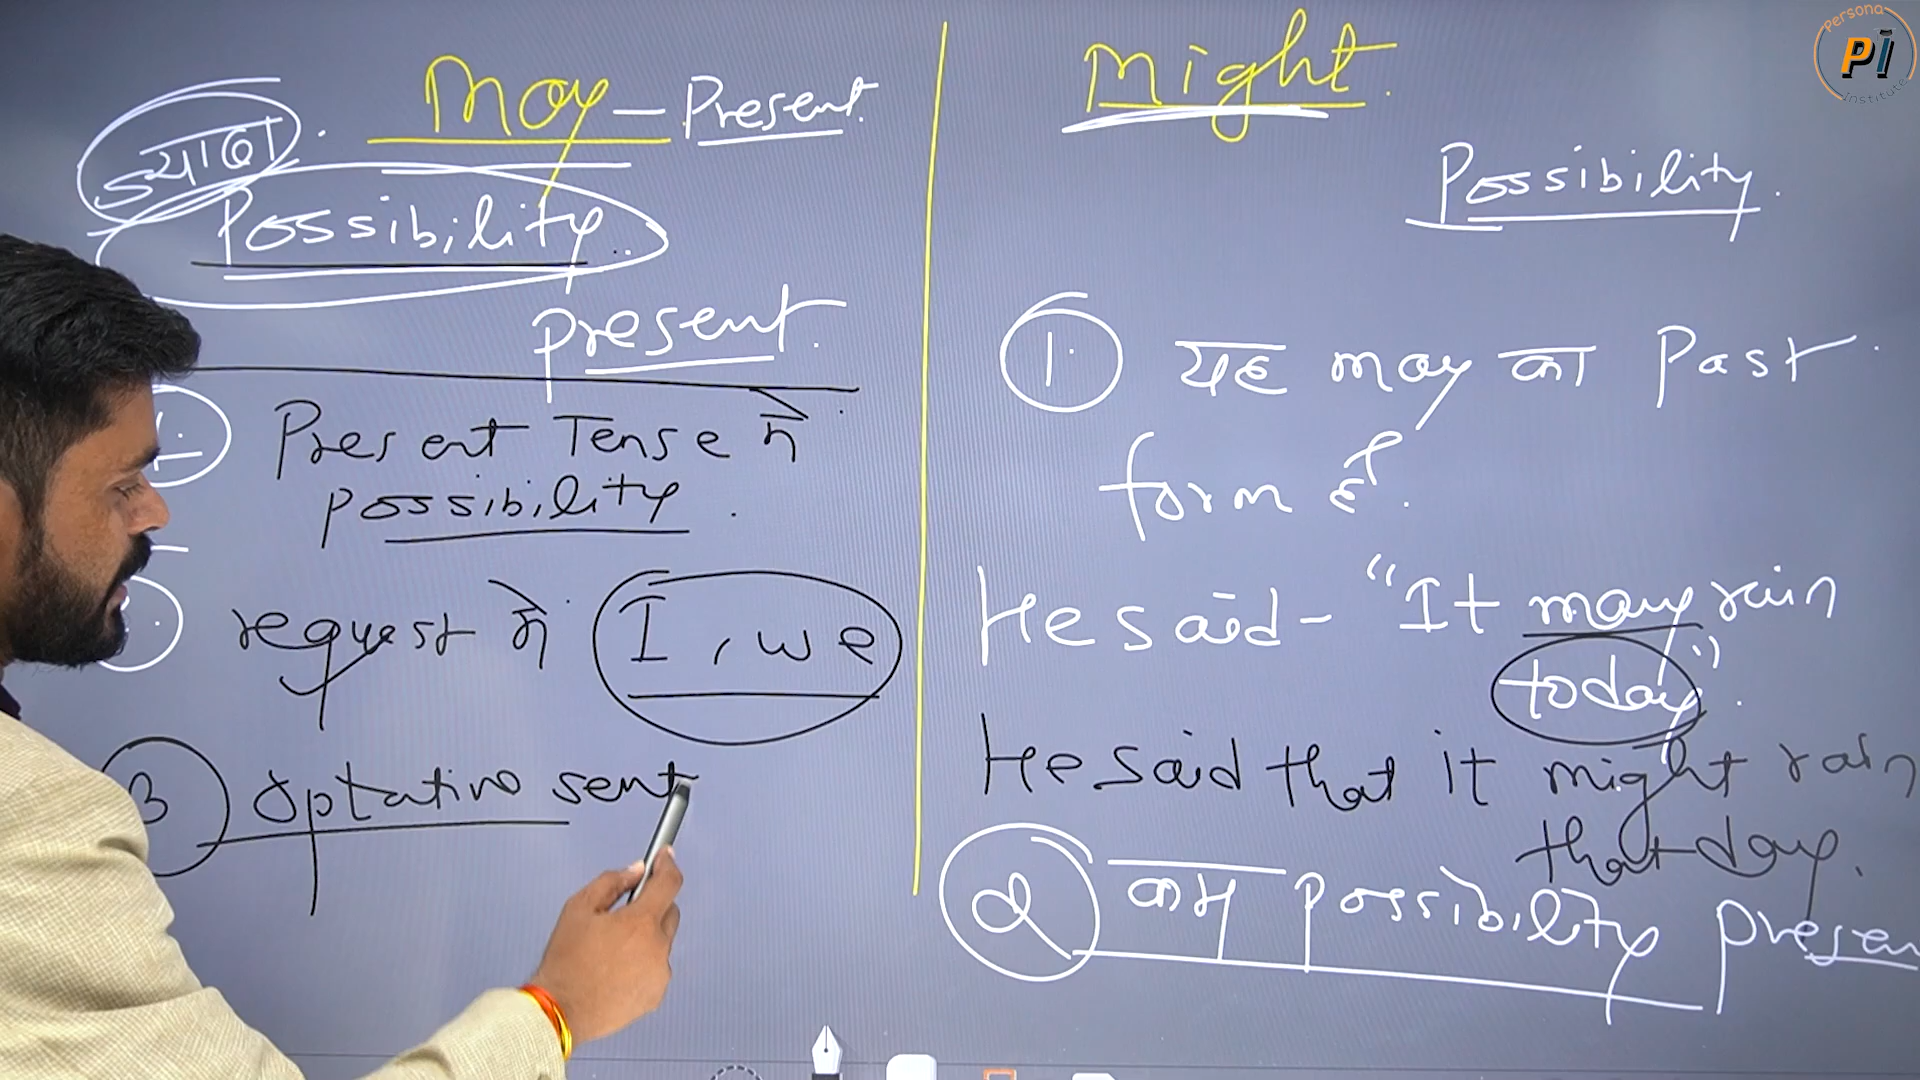 May - Present.
ज्यादा.
Possibility..
present.
1. Present Tense में
possibility.
request में I, we
3 Optative sent
Might.
Possibility.
1. यह may का Past
form है.
He said - "It may rain
today".
He said that it might rain
that day.
2 कम possibility presen
Persona
PI
institute